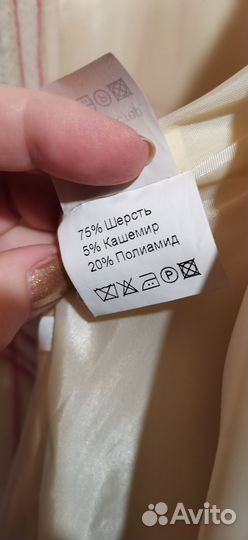 75% Шерсть
5% Кашемир
20% Полиамид
P
Avito